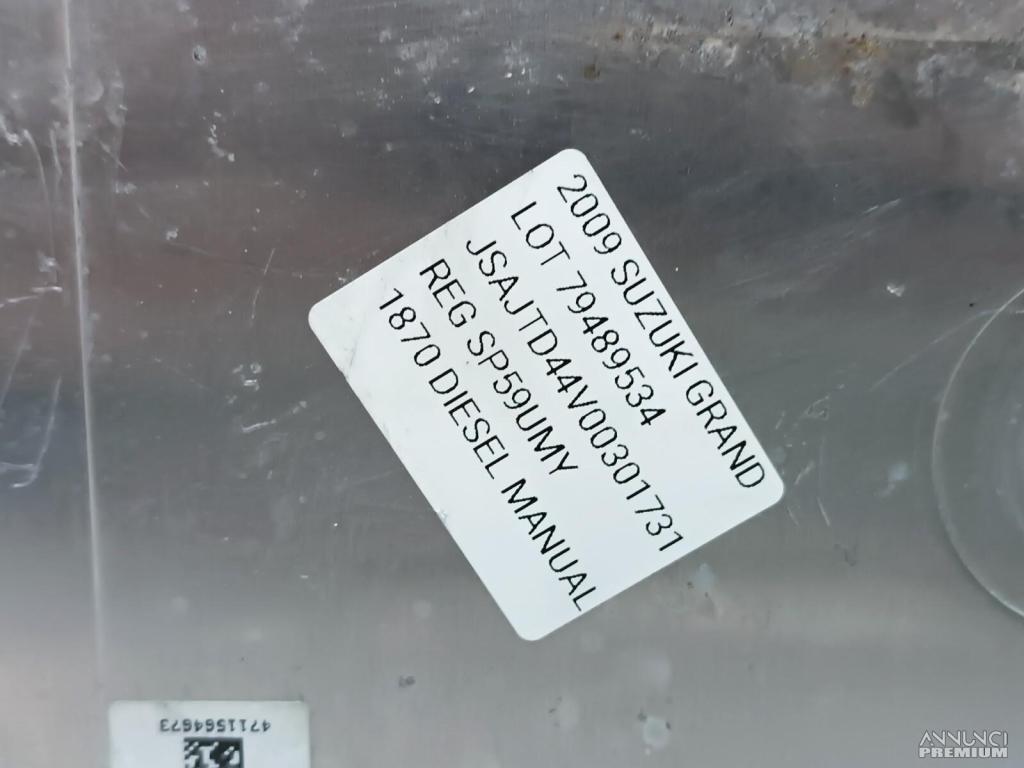 2009 SUZUKI GRAND
LOT 79489534
JSAJTD44V00301731
REG SP59UMY
1870 DIESEL MANUAL
4711564673
ANNUNCI
PREMIUM